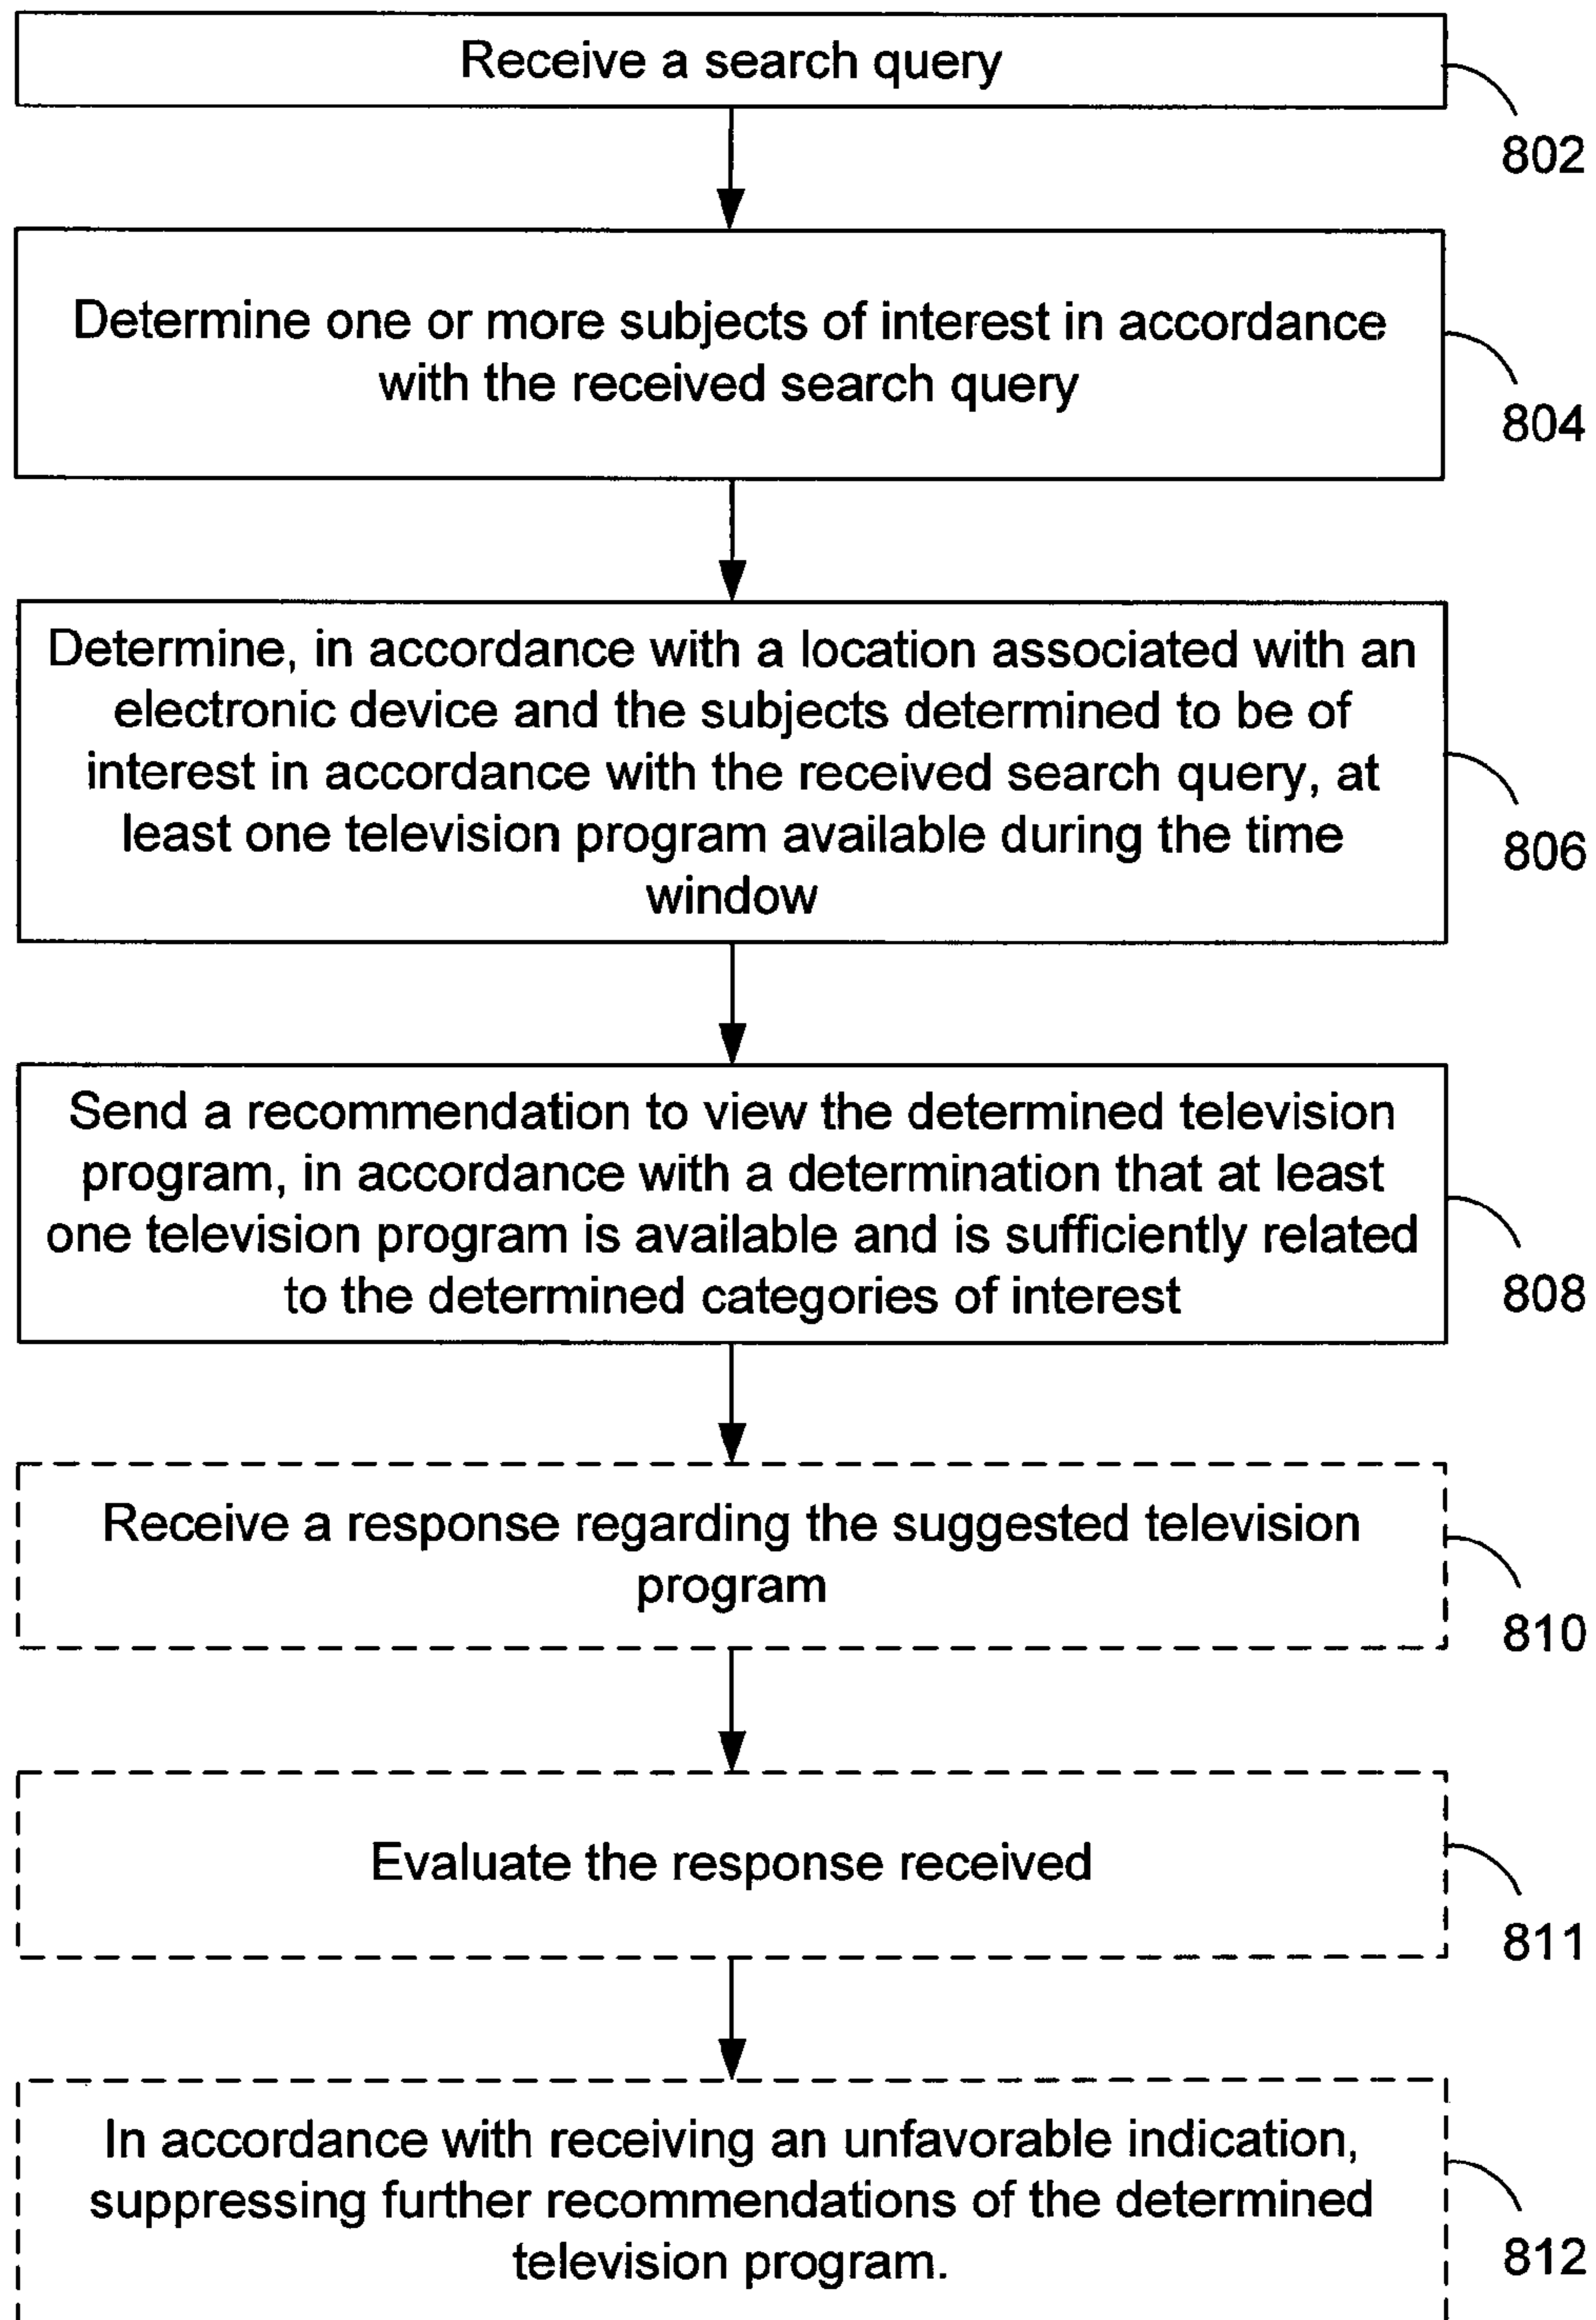 Receive a search query
802
Determine one or more subjects of interest in accordance
with the received search query
804
Determine, in accordance with a location associated with an
electronic device and the subjects determined to be of
interest in accordance with the received search query, at
least one television program available during the time
window
806
Send a recommendation to view the determined television
program, in accordance with a determination that at least
one television program is available and is sufficiently related
to the determined categories of interest
808
Receive a response regarding the suggested television
program
810
Evaluate the response received
811
In accordance with receiving an unfavorable indication,
suppressing further recommendations of the determined
television program.
812